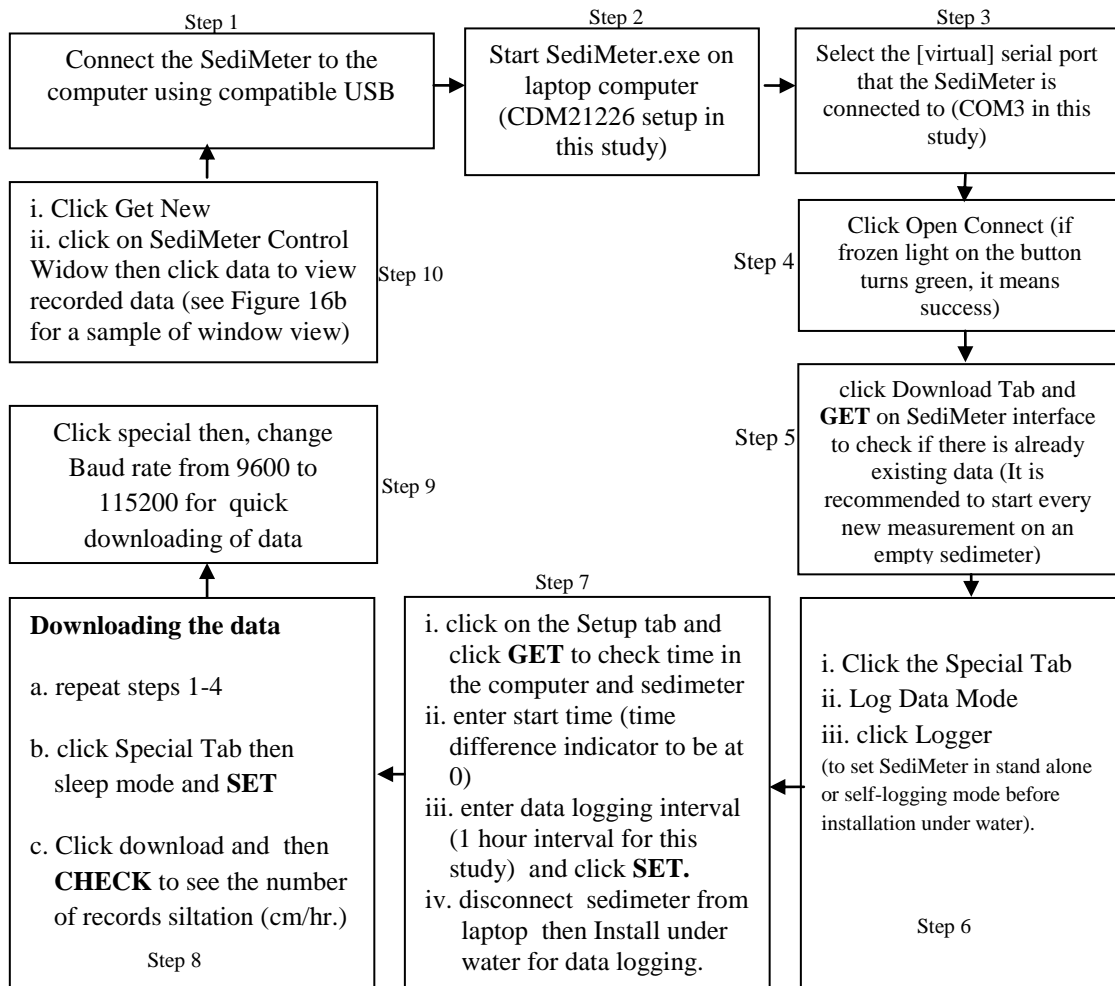 Step 1
Connect the SediMeter to the
computer using compatible USB
Step 2
Start SediMeter.exe on
laptop computer
(CDM21226 setup in
this study)
Step 3
Select the [virtual] serial port
that the SediMeter is
connected to (COM3 in this
study)
Step 4
Click Open Connect (if
frozen light on the button
turns green, it means
success)
Step 5
click Download Tab and
GET on SediMeter interface
to check if there is already
existing data (It is
recommended to start every
new measurement on an
empty sedimeter)
i. Click the Special Tab
ii. Log Data Mode
iii. click Logger
(to set SediMeter in stand alone
or self-logging mode before
installation under water).
Step 6
Step 7
i. click on the Setup tab and
click GET to check time in
the computer and sedimeter
ii. enter start time (time
difference indicator to be at
0)
iii. enter data logging interval
(1 hour interval for this
study) and click SET.
iv. disconnect sedimeter from
laptop then Install under
water for data logging.
Downloading the data
a. repeat steps 1-4
b. click Special Tab then
sleep mode and SET
c. Click download and then
CHECK to see the number
of records siltation (cm/hr.)
Step 8
Click special then, change
Baud rate from 9600 to
115200 for quick
downloading of data
Step 9
i. Click Get New
ii. click on SediMeter Control
Widow then click data to view
recorded data (see Figure 16b
for a sample of window view)
Step 10